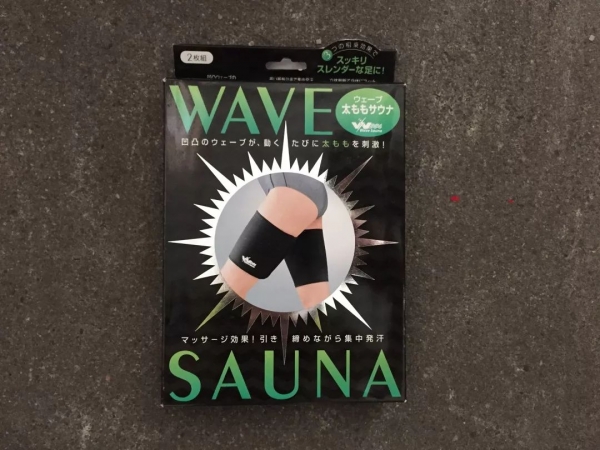 2枚組
スッキリ
スレンダーな足に!
WAVE
ウェーブ
太ももサウナ
凹凸のウェーブが、動くたびに太ももを刺激!
マッサージ効果!引き 締めながら集中発汗
SAUNA